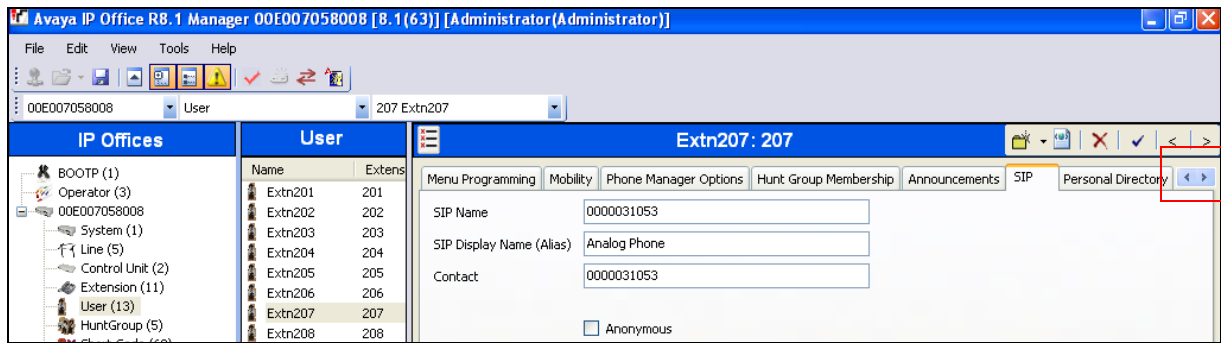 Avaya IP Office R8.1 Manager 00E007058008 [8.1(63)] [Administrator(Administrator)]
File Edit View Tools Help
00E007058008 User 207 Extn207
IP Offices User Extn207: 207
BOOTP (1)
Operator (3)
00E007058008
System (1)
Line (5)
Control Unit (2)
Extension (11)
User (13)
HuntGroup (5)
Name Extens
Extn201 201
Extn202 202
Extn203 203
Extn204 204
Extn205 205
Extn206 206
Extn207 207
Extn208 208
Menu Programming Mobility Phone Manager Options Hunt Group Membership Announcements SIP Personal Directory
SIP Name 0000031053
SIP Display Name (Alias) Analog Phone
Contact 0000031053
Anonymous